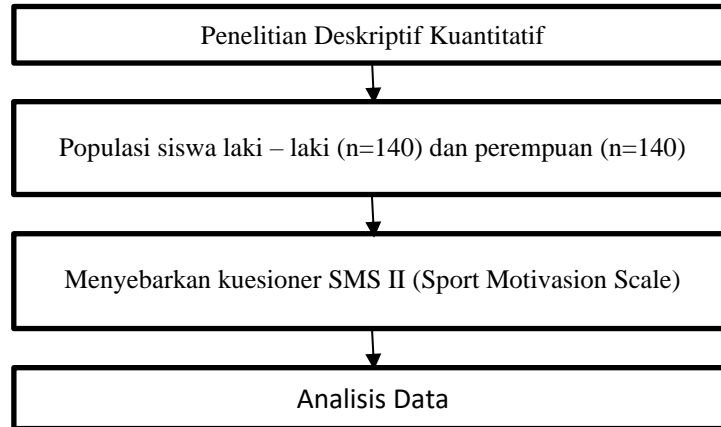 Penelitian Deskriptif Kuantitatif
Populasi siswa laki – laki (n=140) dan perempuan (n=140)
Menyebarkan kuesioner SMS II (Sport Motivasion Scale)
Analisis Data